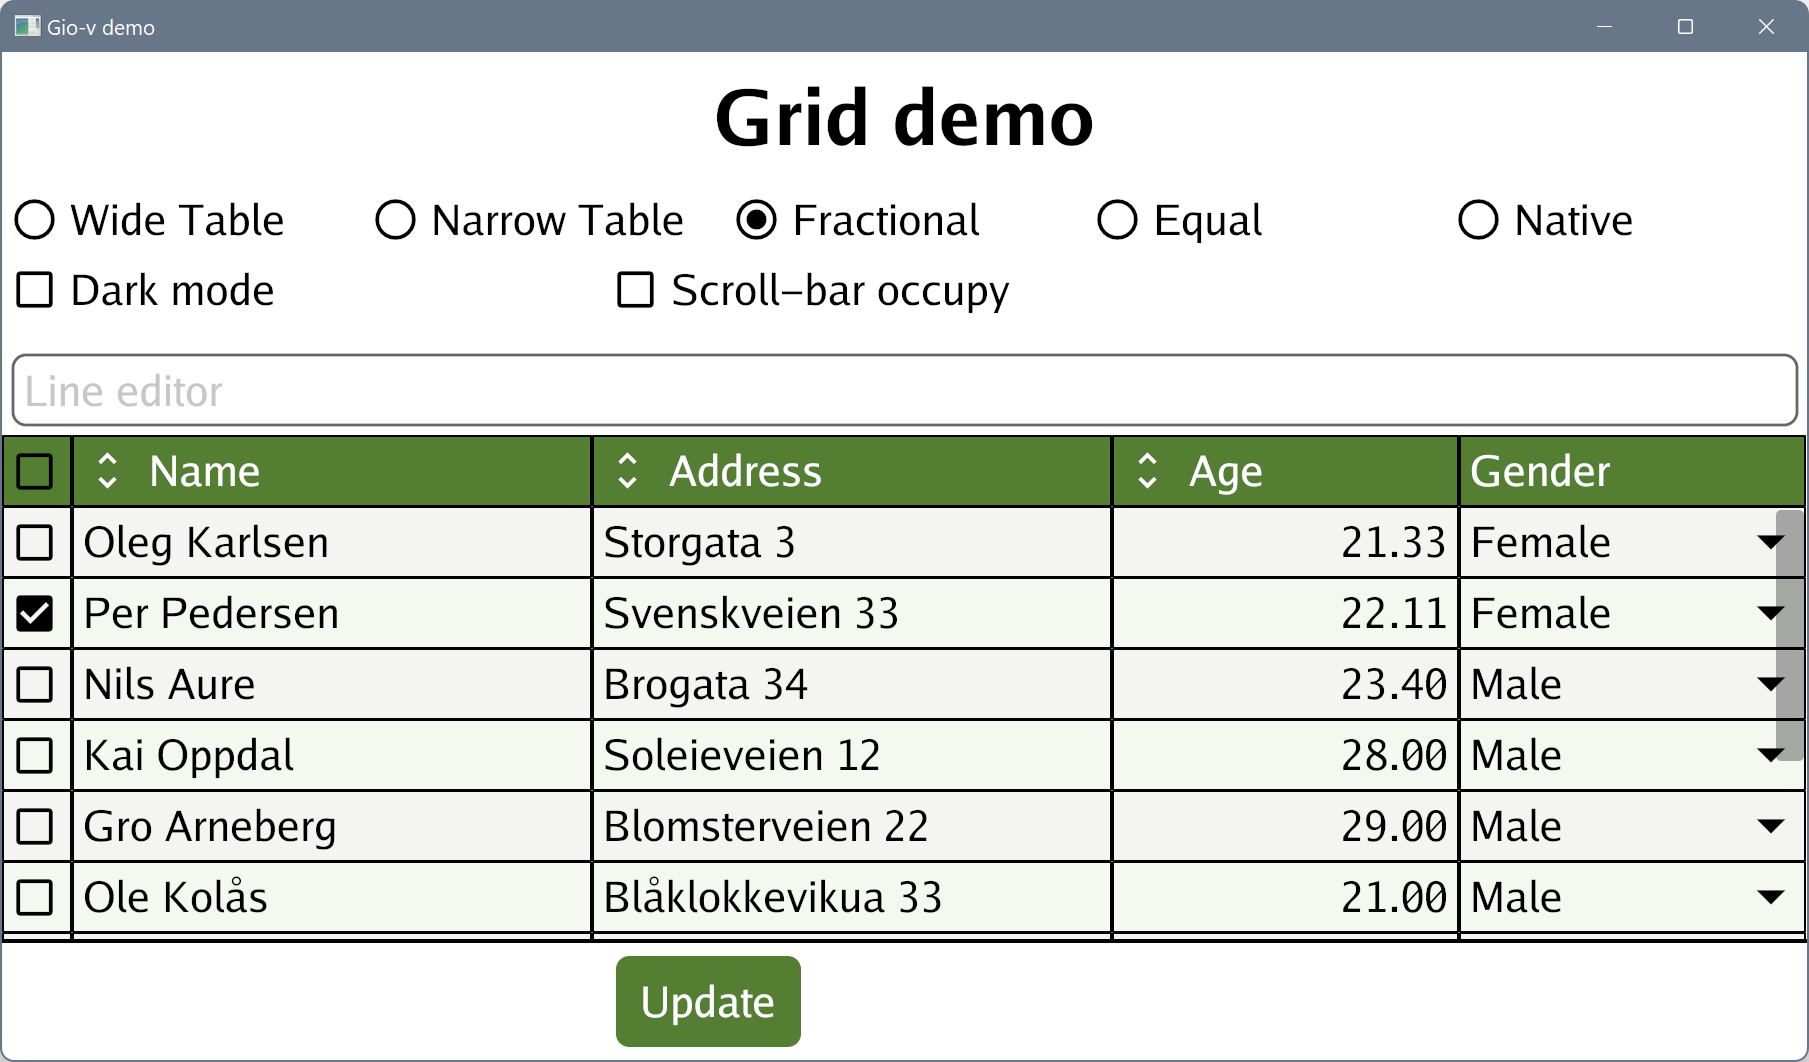 Gio-v demo
Grid demo
Wide Table Narrow Table Fractional Equal Native
Dark mode Scroll-bar occupy
Line editor
Name Address Age Gender
Oleg Karlsen Storgata 3 21.33 Female
Per Pedersen Svenskveien 33 22.11 Female
Nils Aure Brogata 34 23.40 Male
Kai Oppdal Soleieveien 12 28.00 Male
Gro Arneberg Blomsterveien 22 29.00 Male
Ole Kolås Blåklokkevikua 33 21.00 Male
Update